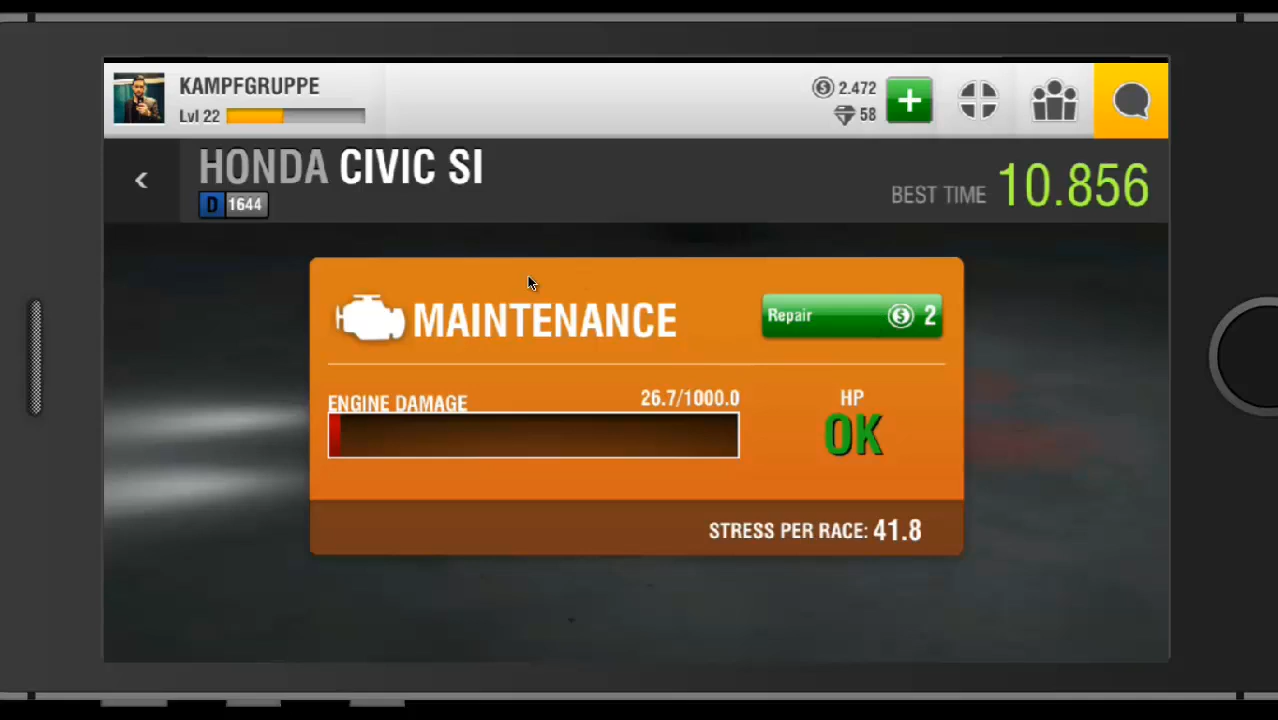 KAMPFGRUPPE
Lvl 22
2.472
58
HONDA CIVIC SI
D 1644
BEST TIME 10.856
MAINTENANCE
Repair 2
ENGINE DAMAGE 26.7/1000.0
HP
OK
STRESS PER RACE: 41.8